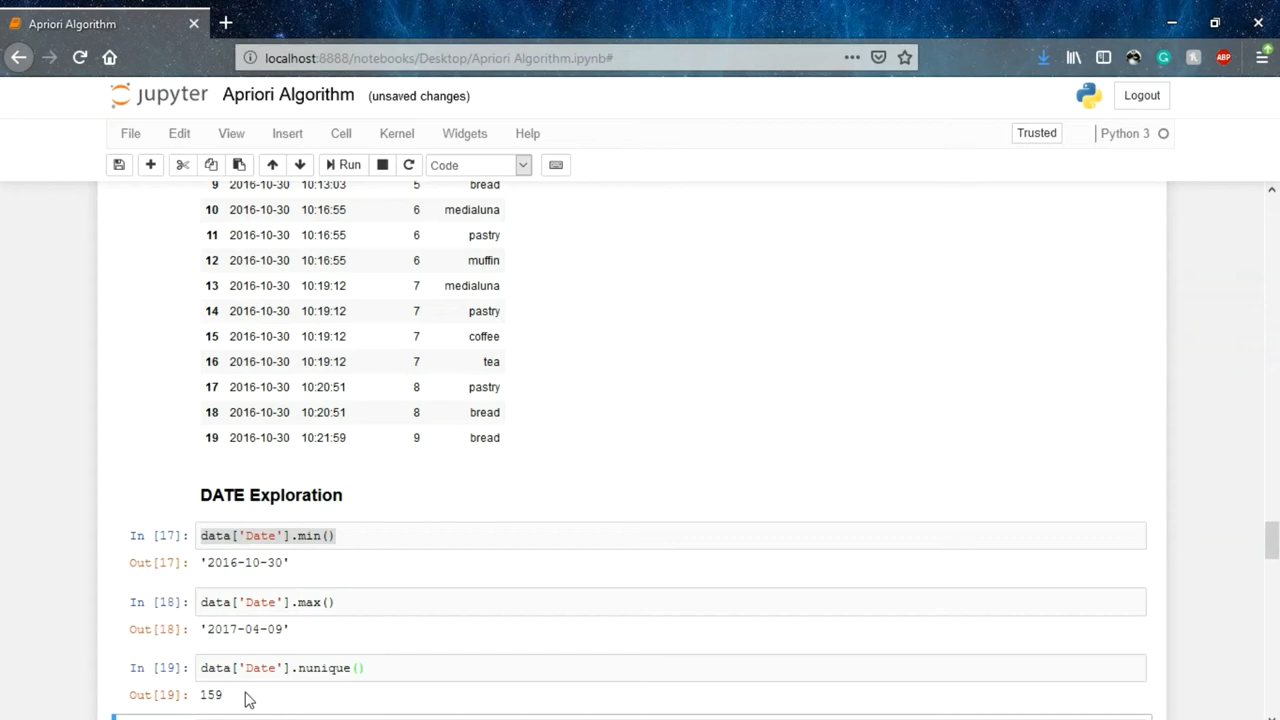 Apriori Algorithm
localhost:8888/notebooks/Desktop/Apriori Algorithm.ipynb#
ABP
jupyter Apriori Algorithm (unsaved changes) Logout
File Edit View Insert Cell Kernel Widgets Help Trusted Python 3
Run Code
9 2016-10-30 10:13:03 5 bread
10 2016-10-30 10:16:55 6 medialuna
11 2016-10-30 10:16:55 6 pastry
12 2016-10-30 10:16:55 6 muffin
13 2016-10-30 10:19:12 7 medialuna
14 2016-10-30 10:19:12 7 pastry
15 2016-10-30 10:19:12 7 coffee
16 2016-10-30 10:19:12 7 tea
17 2016-10-30 10:20:51 8 pastry
18 2016-10-30 10:20:51 8 bread
19 2016-10-30 10:21:59 9 bread
DATE Exploration
In [17]: data['Date'].min()
Out[17]: '2016-10-30'
In [18]: data['Date'].max()
Out[18]: '2017-04-09'
In [19]: data['Date'].nunique()
Out[19]: 159